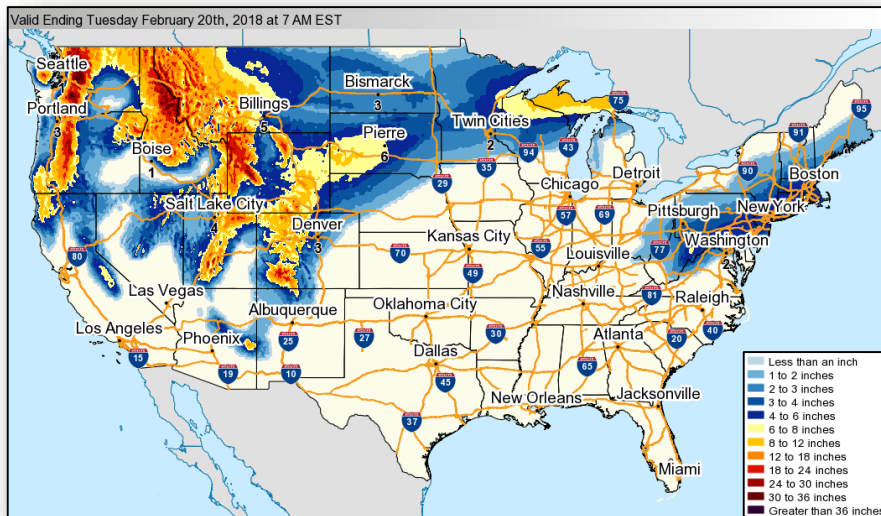 Valid Ending Tuesday February 20th, 2018 at 7 AM EST
Seattle
Portland
3
Bismarck
3
Billings
5
Twin Cities
2
75
95
Boise
1
Pierre
6
94
43
91
Boston
90
29
35
Chicago
Detroit
New York
Salt Lake City
4
Denver
3
57
69
Pittsburgh
Washington
2
80
70
Kansas City
55
Louisville
77
49
Las Vegas
Nashville
81
Raleigh
Albuquerque
Oklahoma City
2
Los Angeles
Phoenix
25
27
30
Atlanta
20
40
15
19
10
Dallas
45
65
37
New Orleans
Jacksonville
Miami
Less than an inch
1 to 2 inches
2 to 3 inches
3 to 4 inches
4 to 6 inches
6 to 8 inches
8 to 12 inches
12 to 18 inches
18 to 24 inches
24 to 30 inches
30 to 36 inches
Greater than 36 inches